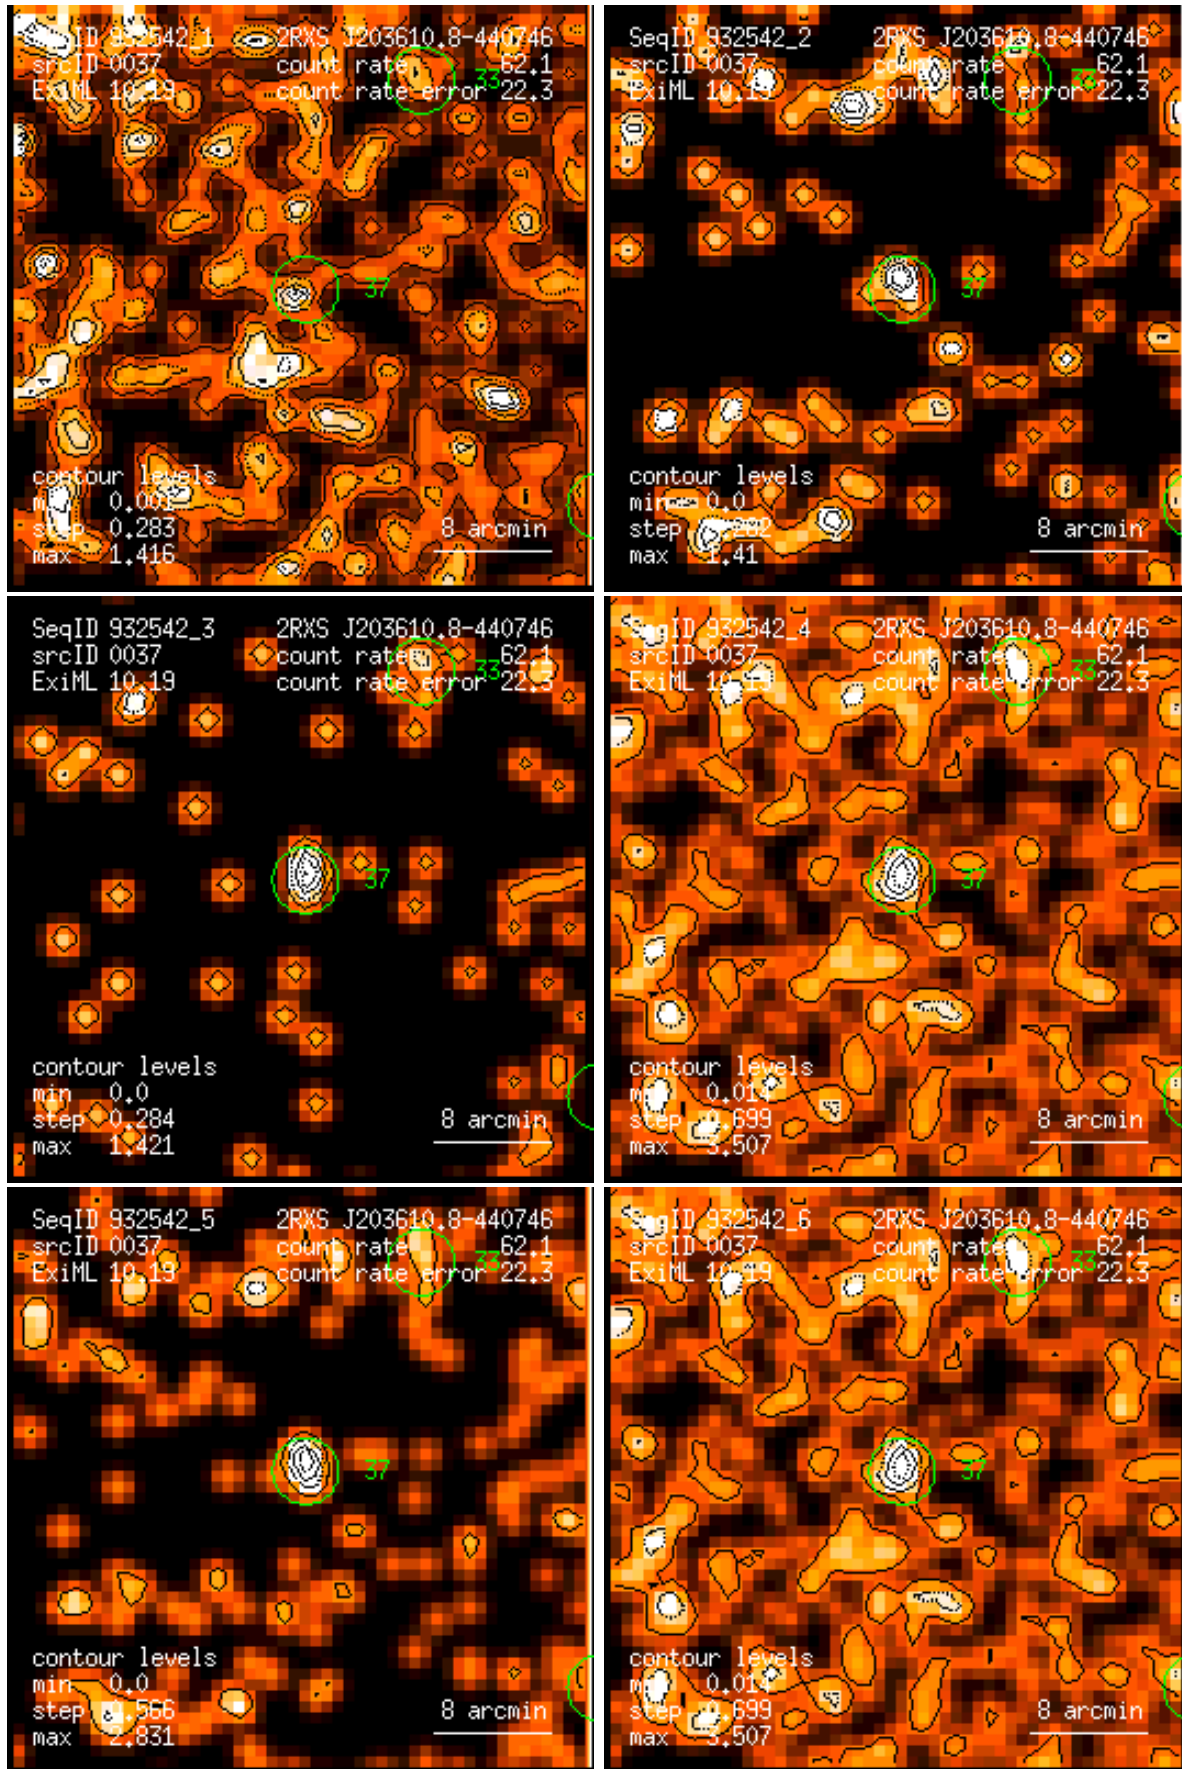 SeqID 932542_1 2RXS J203610.8-440746
srcID 0037 count rate 62.1
ExiML 10.19 count rate error 22.3
33
37
contour levels
min 0.001
step 0.283 8 arcmin
max 1.416
SeqID 932542_2 2RXS J203610.8-440746
srcID 0037 count rate 62.1
ExiML 10.19 count rate error 22.3
33
37
contour levels
min 0.0
step 0.282 8 arcmin
max 1.41
SeqID 932542_3 2RXS J203610.8-440746
srcID 0037 count rate 62.1
ExiML 10.19 count rate error 22.3
33
37
contour levels
min 0.0
step 0.284 8 arcmin
max 1.421
SeqID 932542_4 2RXS J203610.8-440746
srcID 0037 count rate 62.1
ExiML 10.19 count rate error 22.3
33
37
contour levels
min 0.014
step 0.699 8 arcmin
max 3.507
SeqID 932542_5 2RXS J203610.8-440746
srcID 0037 count rate 62.1
ExiML 10.19 count rate error 22.3
33
37
contour levels
min 0.0
step 0.566 8 arcmin
max 2.831
SeqID 932542_6 2RXS J203610.8-440746
srcID 0037 count rate 62.1
ExiML 10.19 count rate error 22.3
33
37
contour levels
min 0.014
step 0.699 8 arcmin
max 3.507